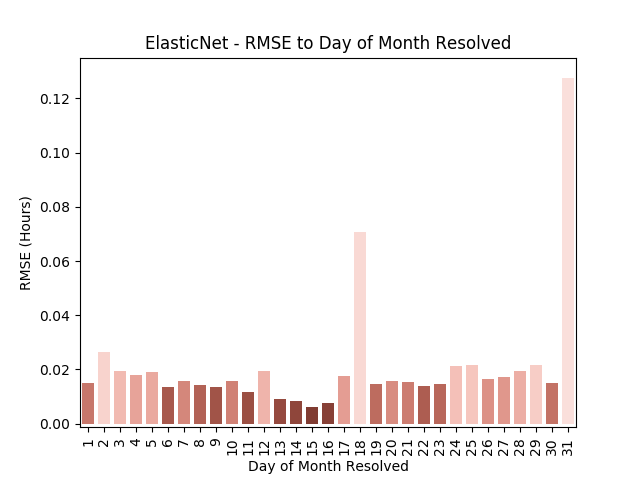 ElasticNet - RMSE to Day of Month Resolved
0.12
0.10
0.08
0.06
0.04
0.02
0.00
RMSE (Hours)
1 2 3 4 5 6 7 8 9 10 11 12 13 14 15 16 17 18 19 20 21 22 23 24 25 26 27 28 29 30 31
Day of Month Resolved